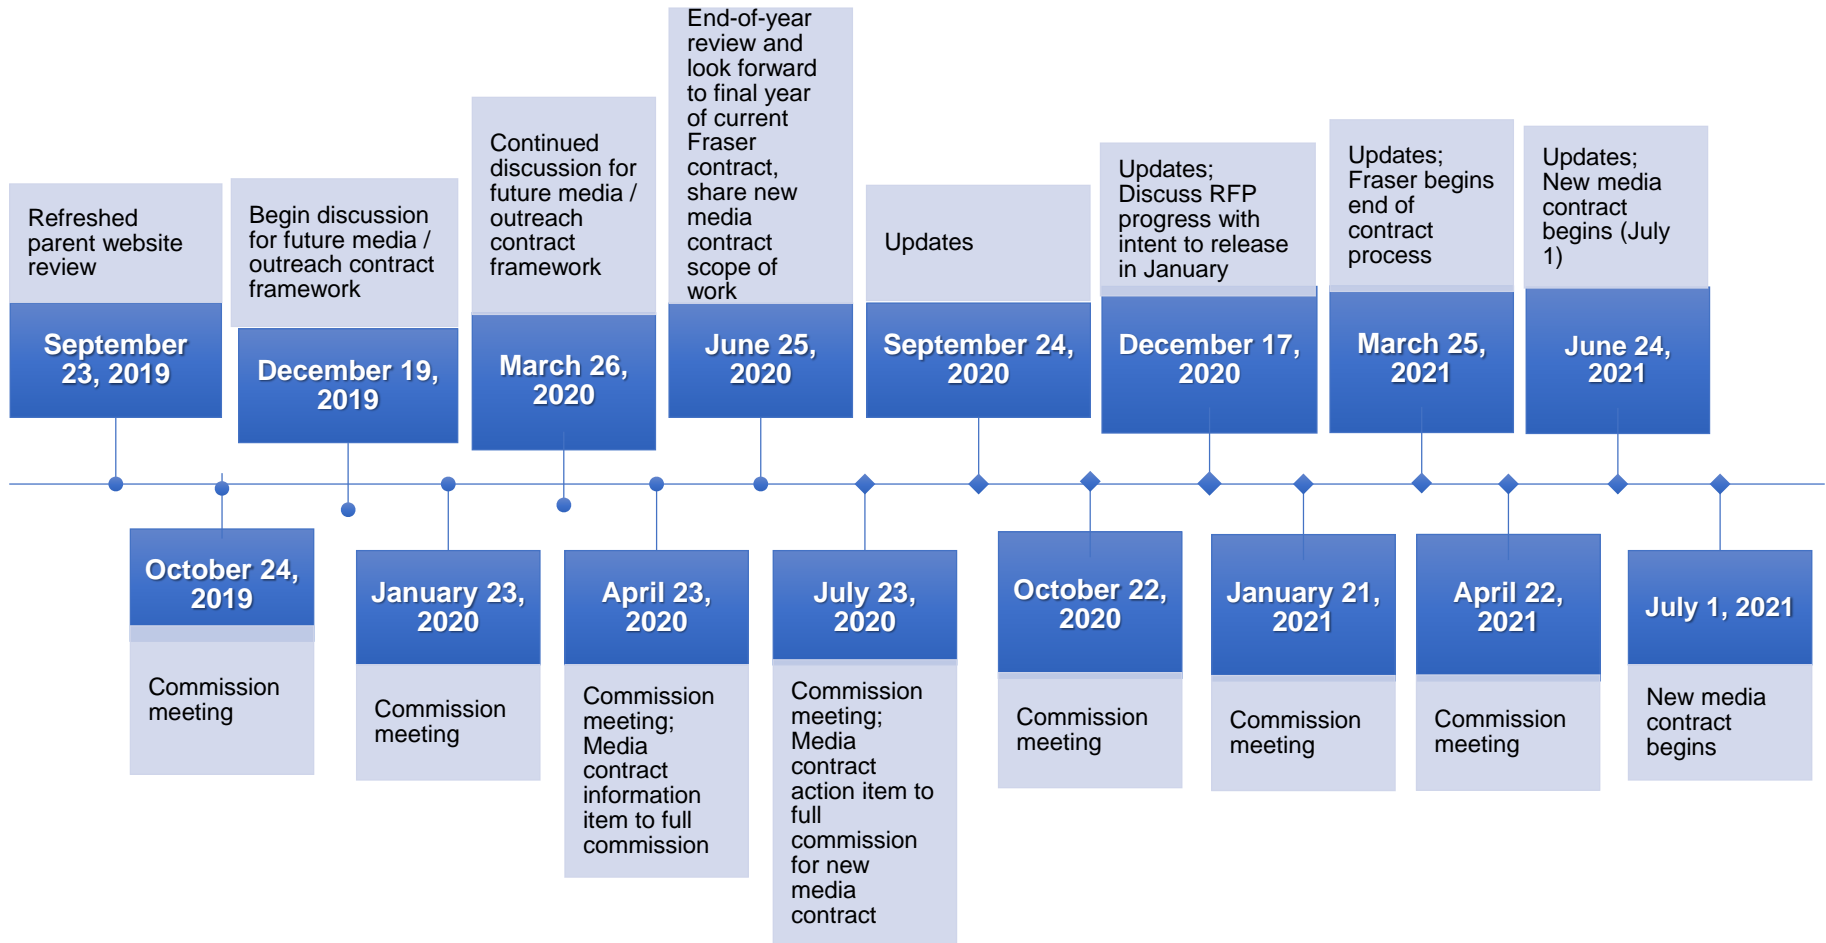 Refreshed
parent website
review
September
23, 2019
Begin discussion
for future media /
outreach contract
framework
December 19,
2019
Continued
discussion for
future media /
outreach
contract
framework
March 26,
2020
End-of-year
review and
look forward
to final year
of current
Fraser
contract,
share new
media
contract
scope of
work
June 25,
2020
Updates
September 24,
2020
Updates;
Discuss RFP
progress with
intent to release
in January
December 17,
2020
Updates;
Fraser begins
end of
contract
process
March 25,
2021
Updates;
New media
contract
begins (July
1)
June 24,
2021
October 24,
2019
Commission
meeting
January 23,
2020
Commission
meeting
April 23,
2020
Commission
meeting;
Media
contract
information
item to full
commission
July 23,
2020
Commission
meeting;
Media
contract
action item to
full
commission
for new
media
contract
October 22,
2020
Commission
meeting
January 21,
2021
Commission
meeting
April 22,
2021
Commission
meeting
July 1, 2021
New media
contract
begins